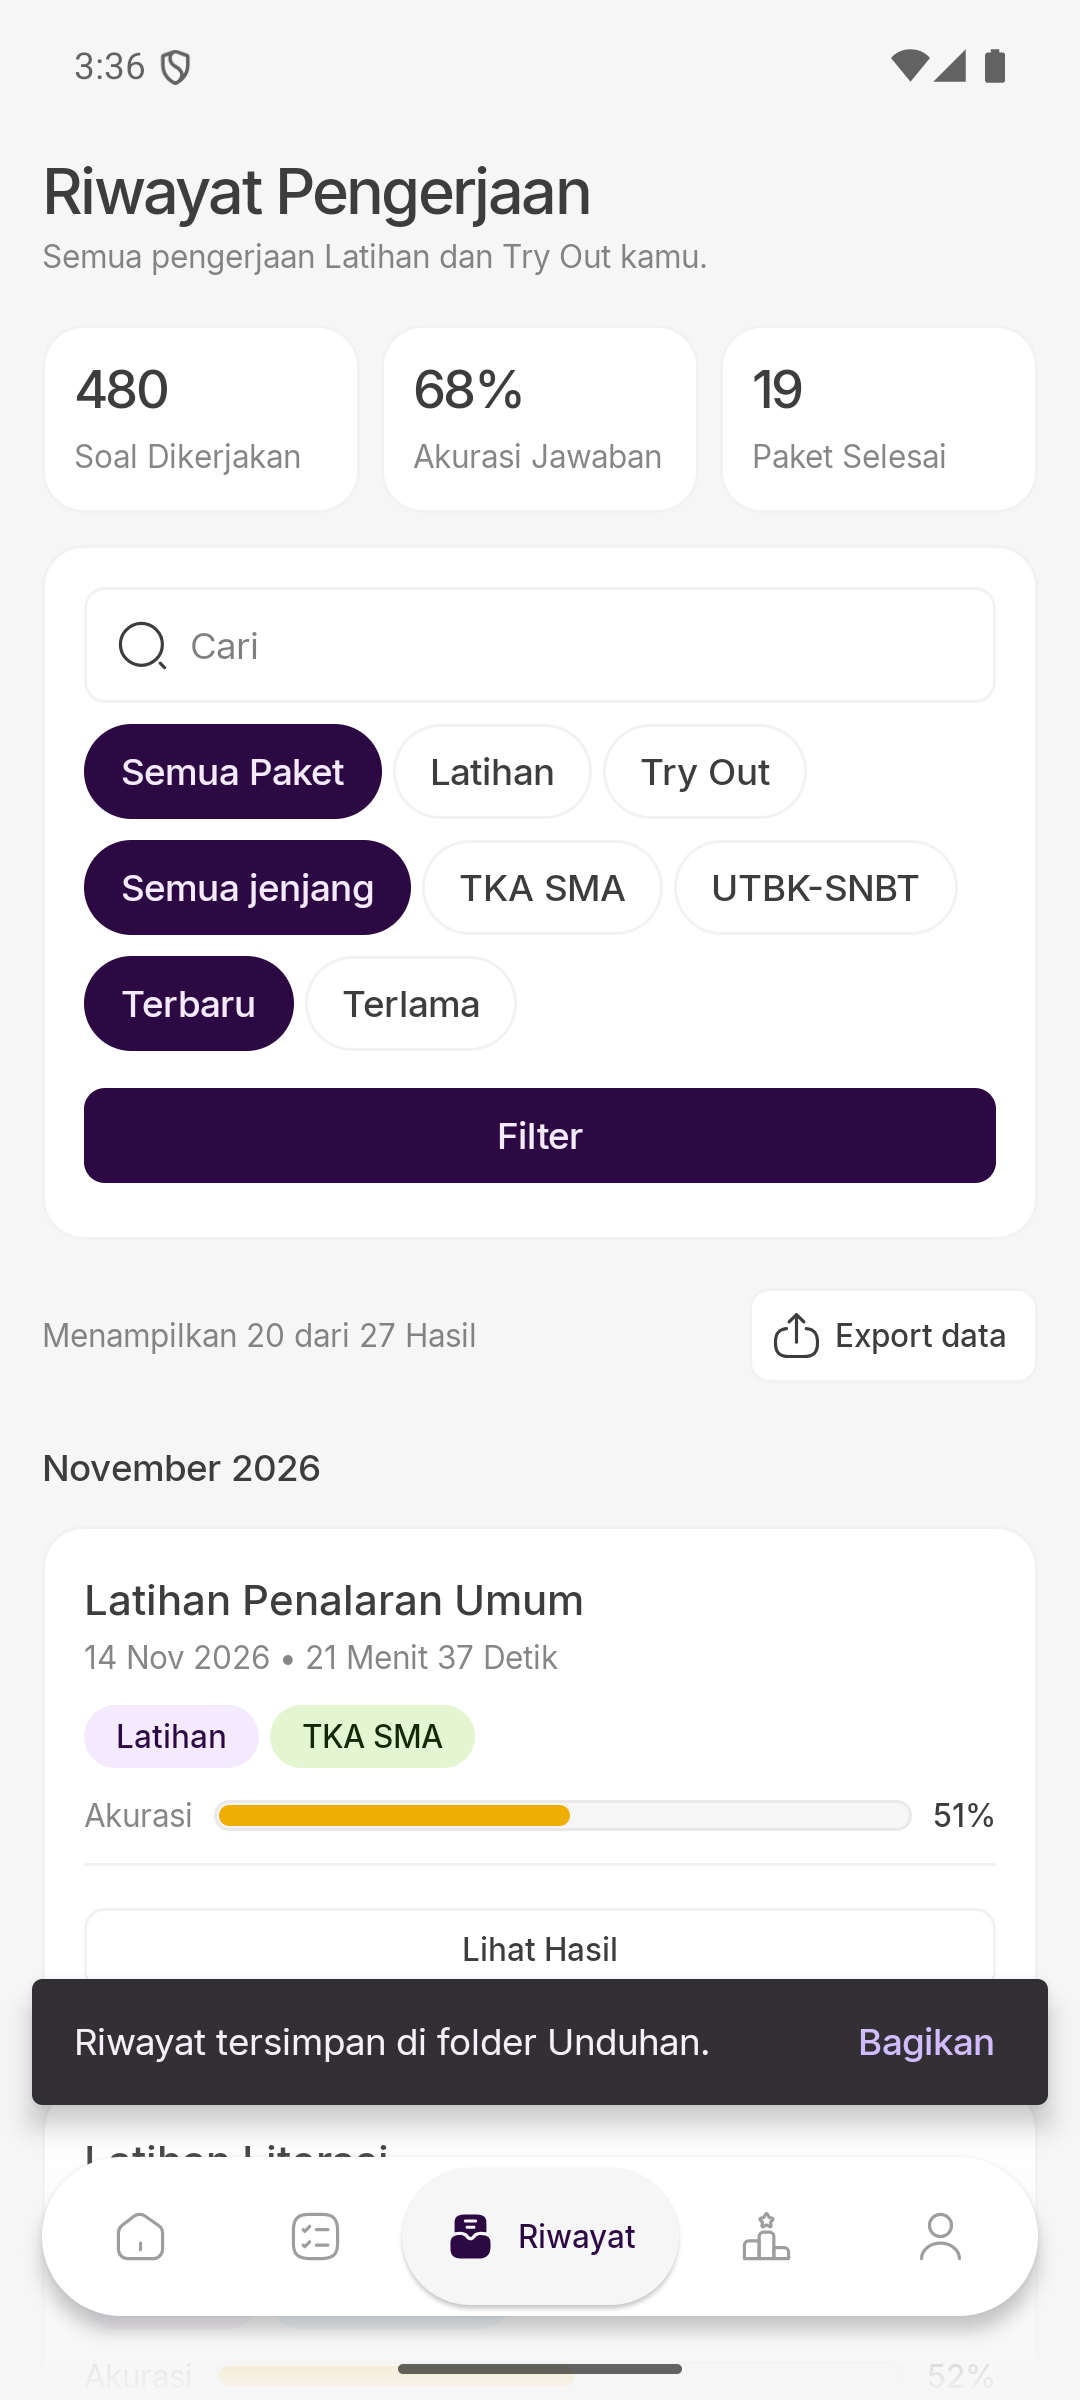 3:36
Riwayat Pengerjaan
Semua pengerjaan Latihan dan Try Out kamu.
480
Soal Dikerjakan
68%
Akurasi Jawaban
19
Paket Selesai
Cari
Semua Paket
Latihan
Try Out
Semua jenjang
TKA SMA
UTBK-SNBT
Terbaru
Terlama
Filter
Menampilkan 20 dari 27 Hasil
Export data
November 2026
Latihan Penalaran Umum
14 Nov 2026 • 21 Menit 37 Detik
Latihan
TKA SMA
Akurasi
51%
Lihat Hasil
Riwayat tersimpan di folder Unduhan.
Bagikan
Latihan Literasi
Riwayat
Akurasi
52%